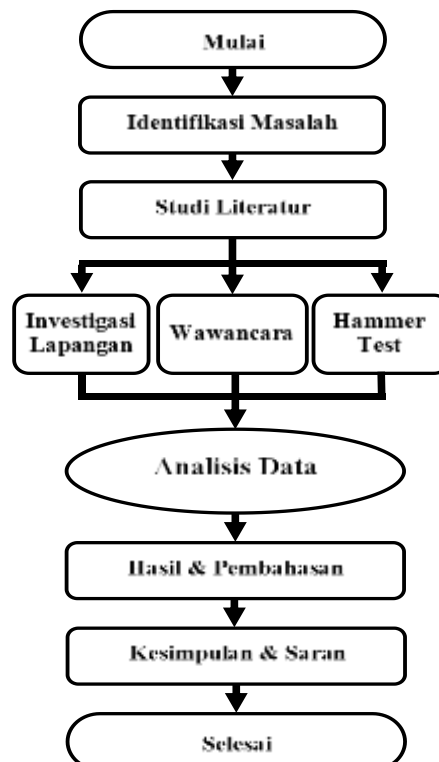 Mulai
Identifikasi Masalah
Studi Literatur
Investigasi
Lapangan
Wawancara
Hammer
Test
Analisis Data
Hasil & Pembahasan
Kesimpulan & Saran
Selesai